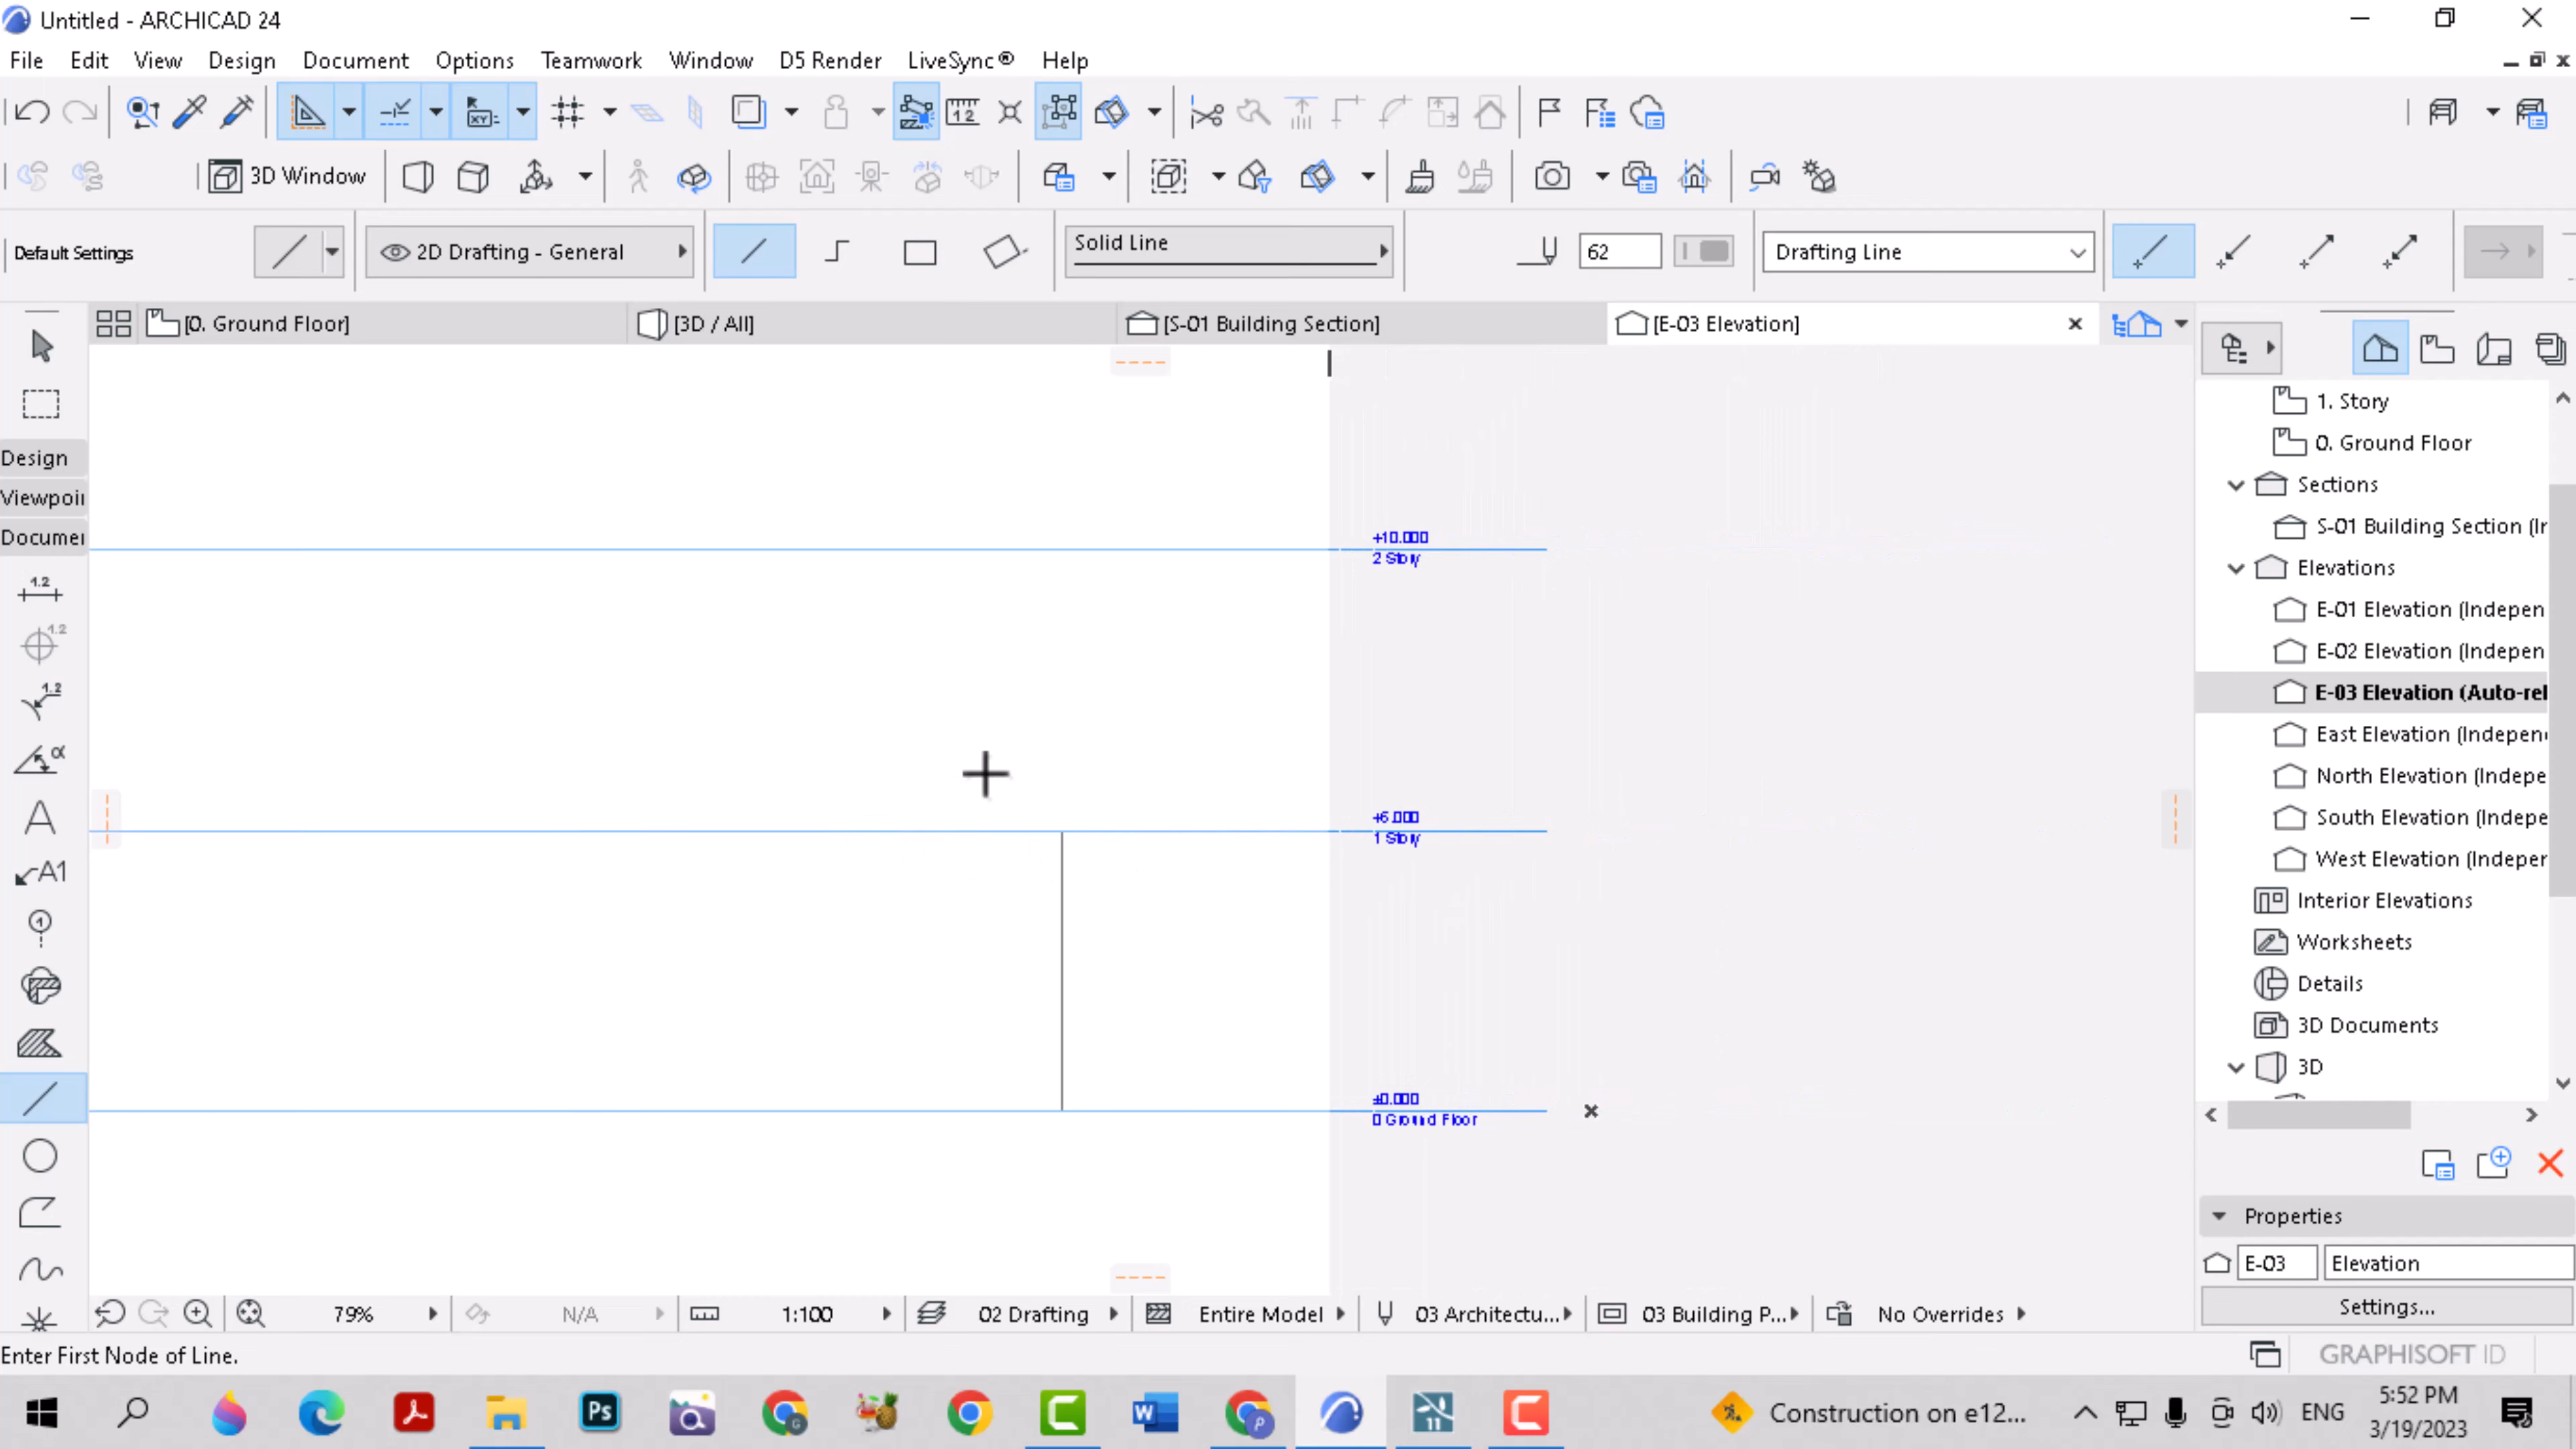 Untitled - ARCHICAD 24
File Edit View Design Document Options Teamwork Window D5 Render LiveSync® Help
3D Window
Default Settings
2D Drafting - General
Solid Line
62
Drafting Line
[0. Ground Floor]
[3D / All]
[S-01 Building Section]
[E-03 Elevation]
Design
Viewpoi
Documen
+10.000
2 Story
+6.000
1 Story
±0.000
0 Ground Floor
1. Story
0. Ground Floor
Sections
S-01 Building Section (Ir
Elevations
E-01 Elevation (Indepen
E-02 Elevation (Indepen
E-03 Elevation (Auto-rel
East Elevation (Indepen
North Elevation (Indepe
South Elevation (Indepe
West Elevation (Indeper
Interior Elevations
Worksheets
Details
3D Documents
3D
Properties
E-03
Elevation
Settings...
79%
N/A
1:100
02 Drafting
Entire Model
03 Architectu...
03 Building P...
No Overrides
Enter First Node of Line.
GRAPHISOFT ID
Construction on e12...
ENG
5:52 PM
3/19/2023